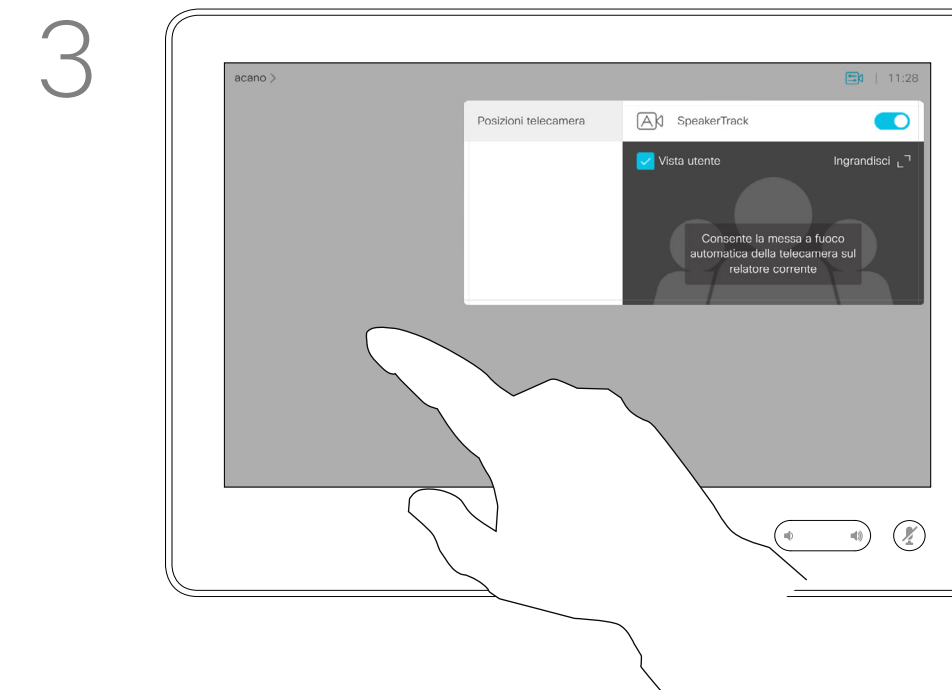 3
acano >
11:28
Posizioni telecamera
SpeakerTrack
Vista utente
Ingrandisci
Consente la messa a fuoco
automatica della telecamera sul
relatore corrente